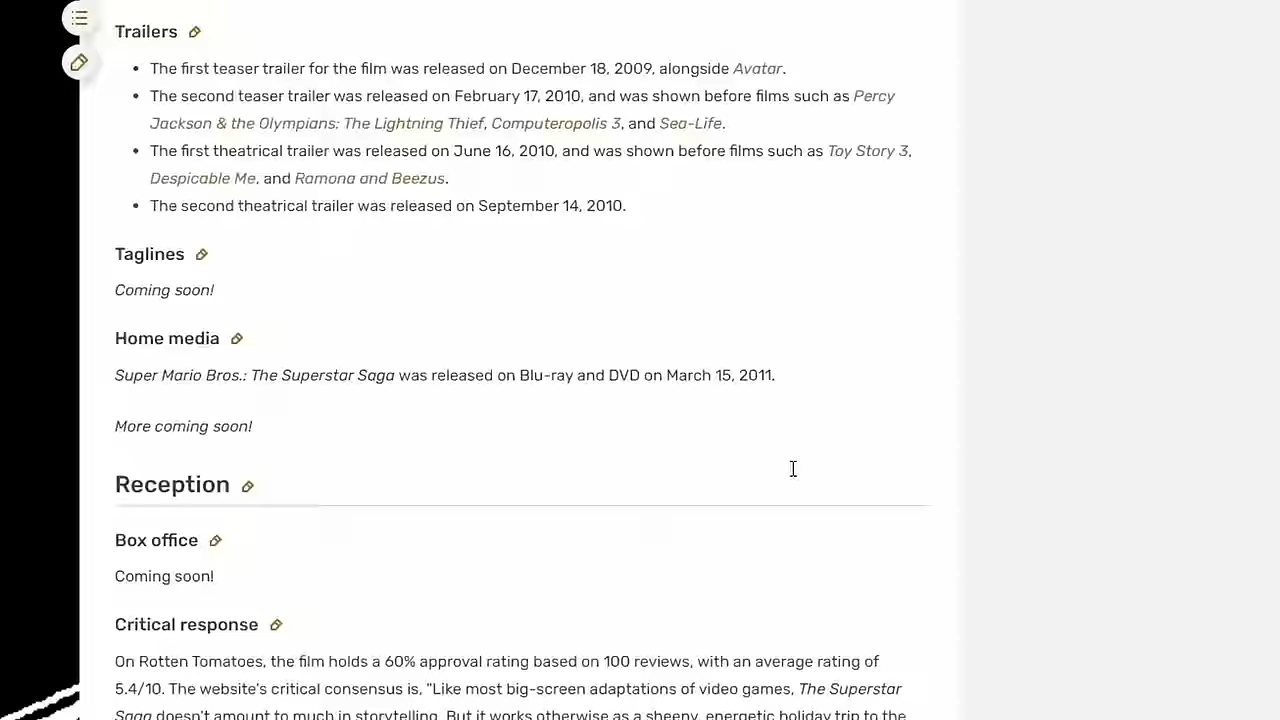 Trailers
The first teaser trailer for the film was released on December 18, 2009, alongside Avatar.
The second teaser trailer was released on February 17, 2010, and was shown before films such as Percy
Jackson & the Olympians: The Lightning Thief, Computeropolis 3, and Sea-Life.
The first theatrical trailer was released on June 16, 2010, and was shown before films such as Toy Story 3,
Despicable Me, and Ramona and Beezus.
The second theatrical trailer was released on September 14, 2010.
Taglines
Coming soon!
Home media
Super Mario Bros.: The Superstar Saga was released on Blu-ray and DVD on March 15, 2011.
More coming soon!
Reception
Box office
Coming soon!
Critical response
On Rotten Tomatoes, the film holds a 60% approval rating based on 100 reviews, with an average rating of
5.4/10. The website's critical consensus is, "Like most big-screen adaptations of video games, The Superstar
Saga doesn't amount to much in storytelling. But it works otherwise as a sheeny, energetic holiday trip to the